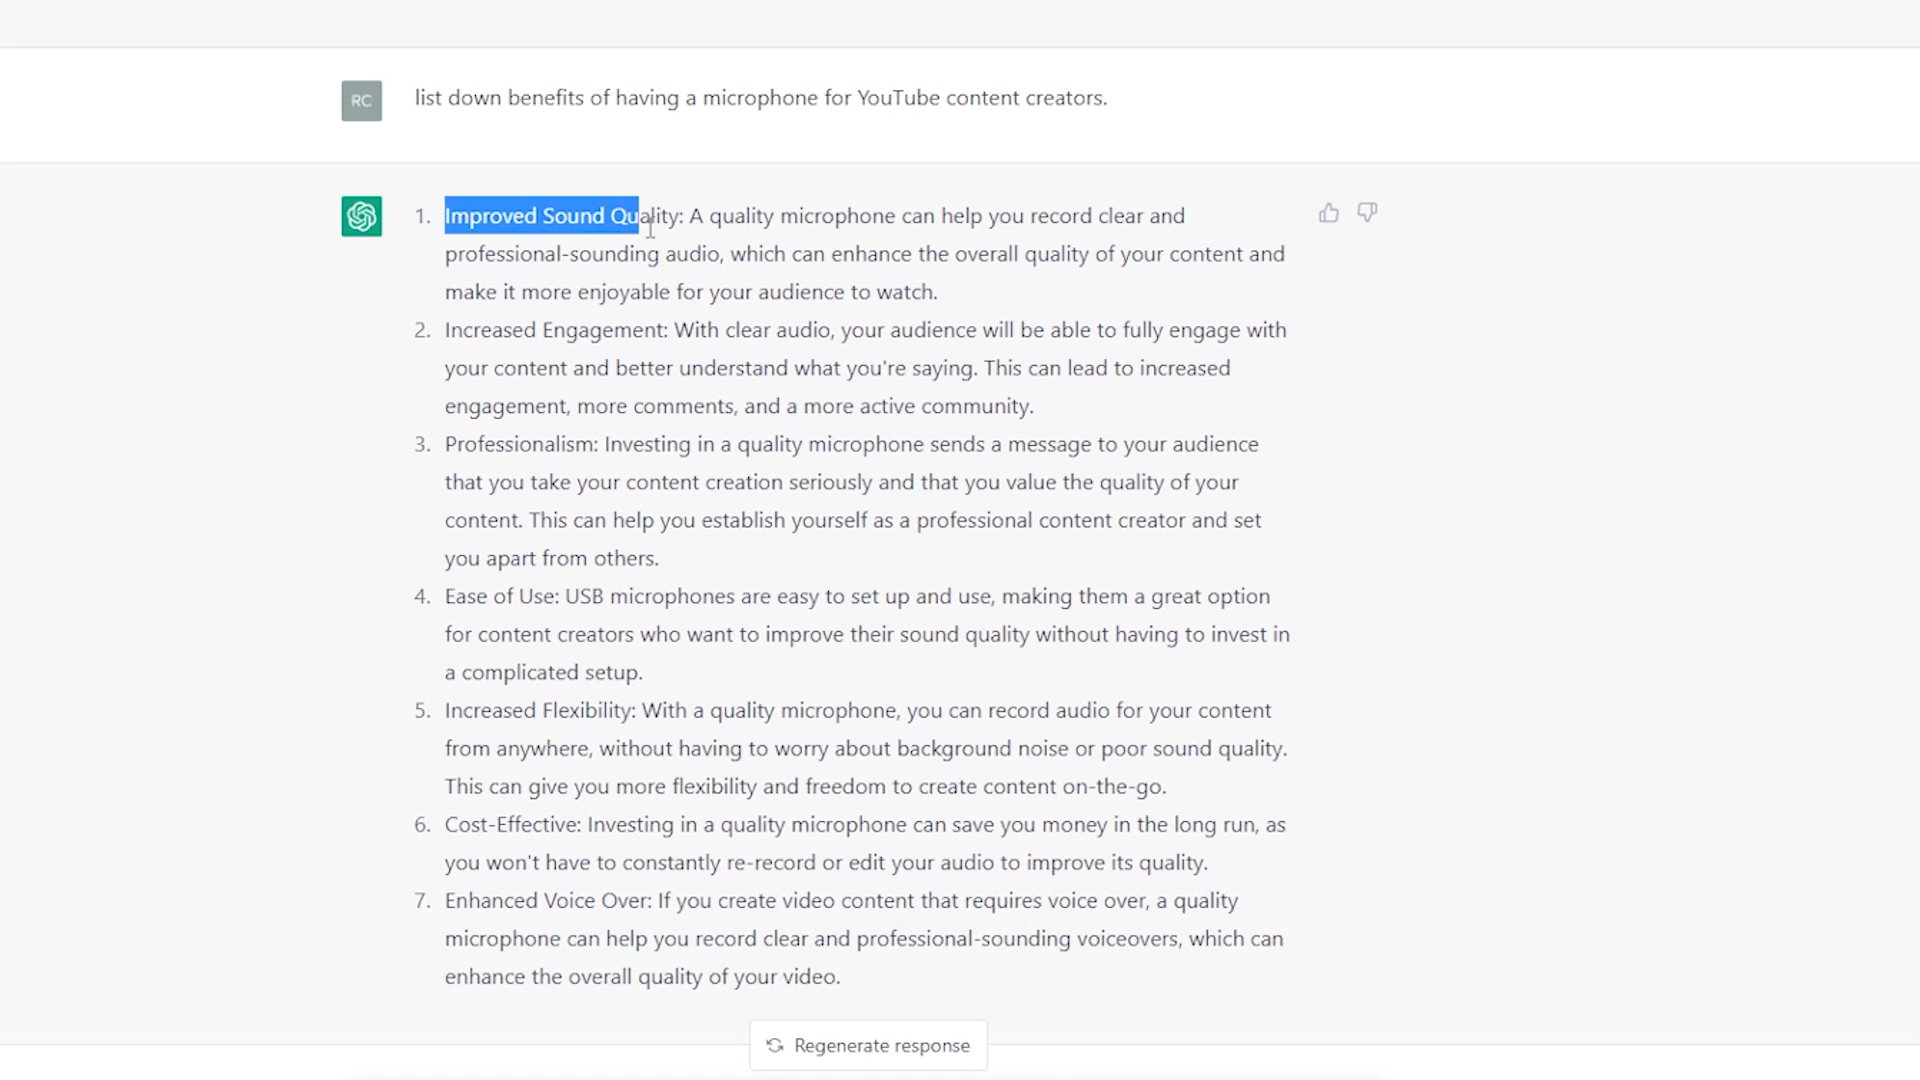 RC
list down benefits of having a microphone for YouTube content creators.
1. Improved Sound Quality: A quality microphone can help you record clear and
professional-sounding audio, which can enhance the overall quality of your content and
make it more enjoyable for your audience to watch.
2. Increased Engagement: With clear audio, your audience will be able to fully engage with
your content and better understand what you're saying. This can lead to increased
engagement, more comments, and a more active community.
3. Professionalism: Investing in a quality microphone sends a message to your audience
that you take your content creation seriously and that you value the quality of your
content. This can help you establish yourself as a professional content creator and set
you apart from others.
4. Ease of Use: USB microphones are easy to set up and use, making them a great option
for content creators who want to improve their sound quality without having to invest in
a complicated setup.
5. Increased Flexibility: With a quality microphone, you can record audio for your content
from anywhere, without having to worry about background noise or poor sound quality.
This can give you more flexibility and freedom to create content on-the-go.
6. Cost-Effective: Investing in a quality microphone can save you money in the long run, as
you won't have to constantly re-record or edit your audio to improve its quality.
7. Enhanced Voice Over: If you create video content that requires voice over, a quality
microphone can help you record clear and professional-sounding voiceovers, which can
enhance the overall quality of your video.
Regenerate response